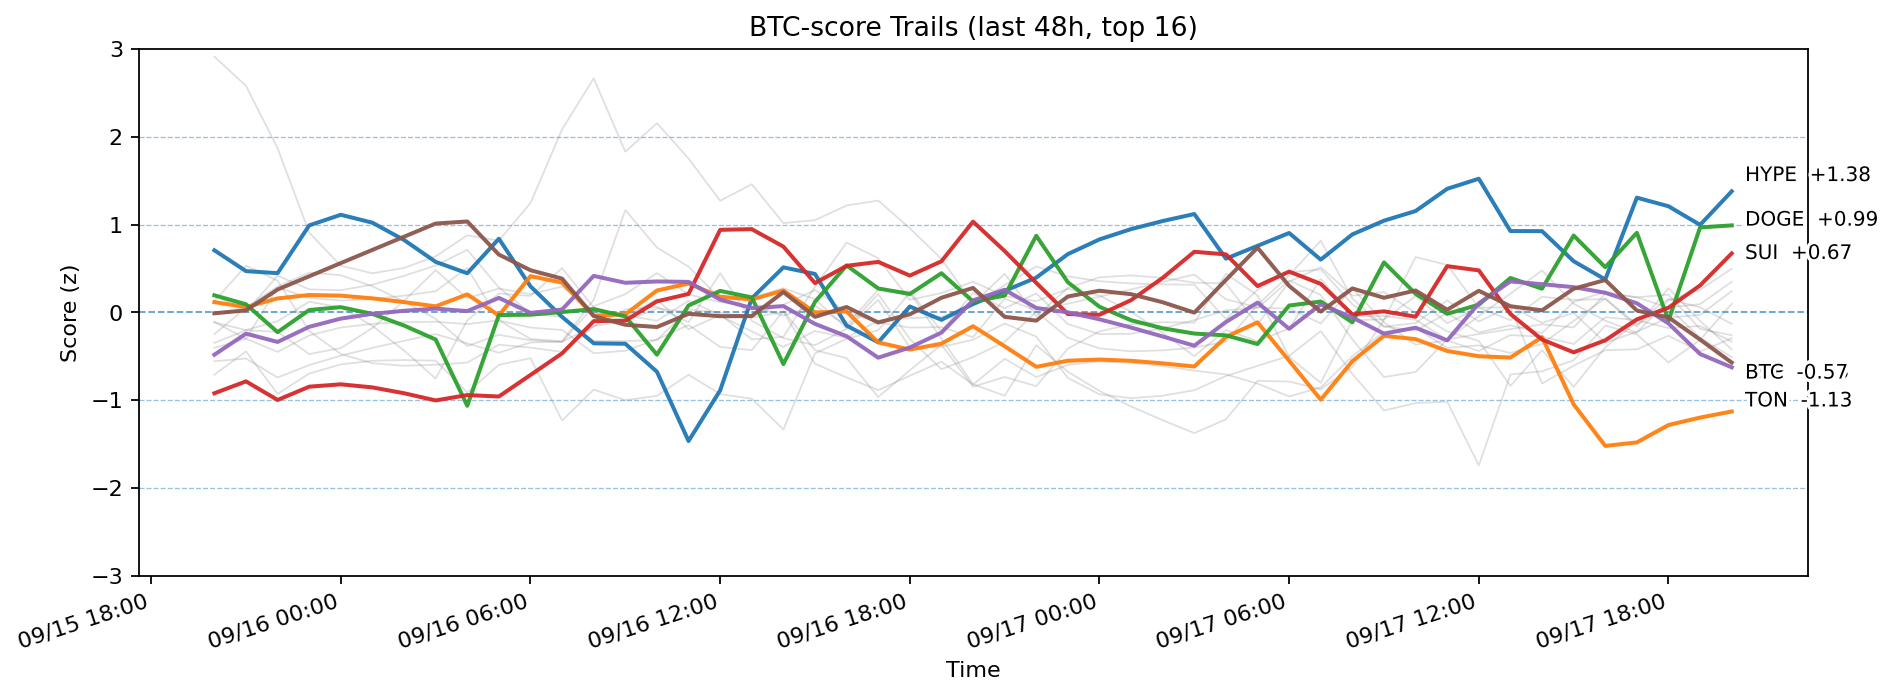 BTC-score Trails (last 48h, top 16)
Score (z)
3
2
1
0
−1
−2
−3
HYPE +1.38
DOGE +0.99
SUI +0.67
BTC -0.57
TON -1.13
09/15 18:00
09/16 00:00
09/16 06:00
09/16 12:00
09/16 18:00
09/17 00:00
09/17 06:00
09/17 12:00
09/17 18:00
Time